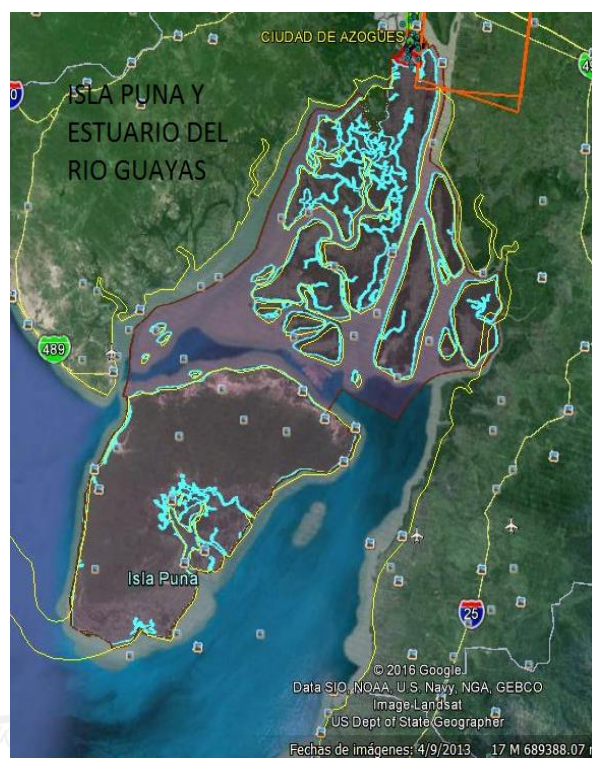 CIUDAD DE AZOGUES
ISLA PUNA Y
ESTUARIO DEL
RIO GUAYAS
489
Isla Puna
25
© 2016 Google
Data SIO, NOAA, U.S. Navy, NGA, GEBCO
Image Landsat
US Dept of State Geographer
Fechas de imágenes: 4/9/2013 17 M 689388.07 m